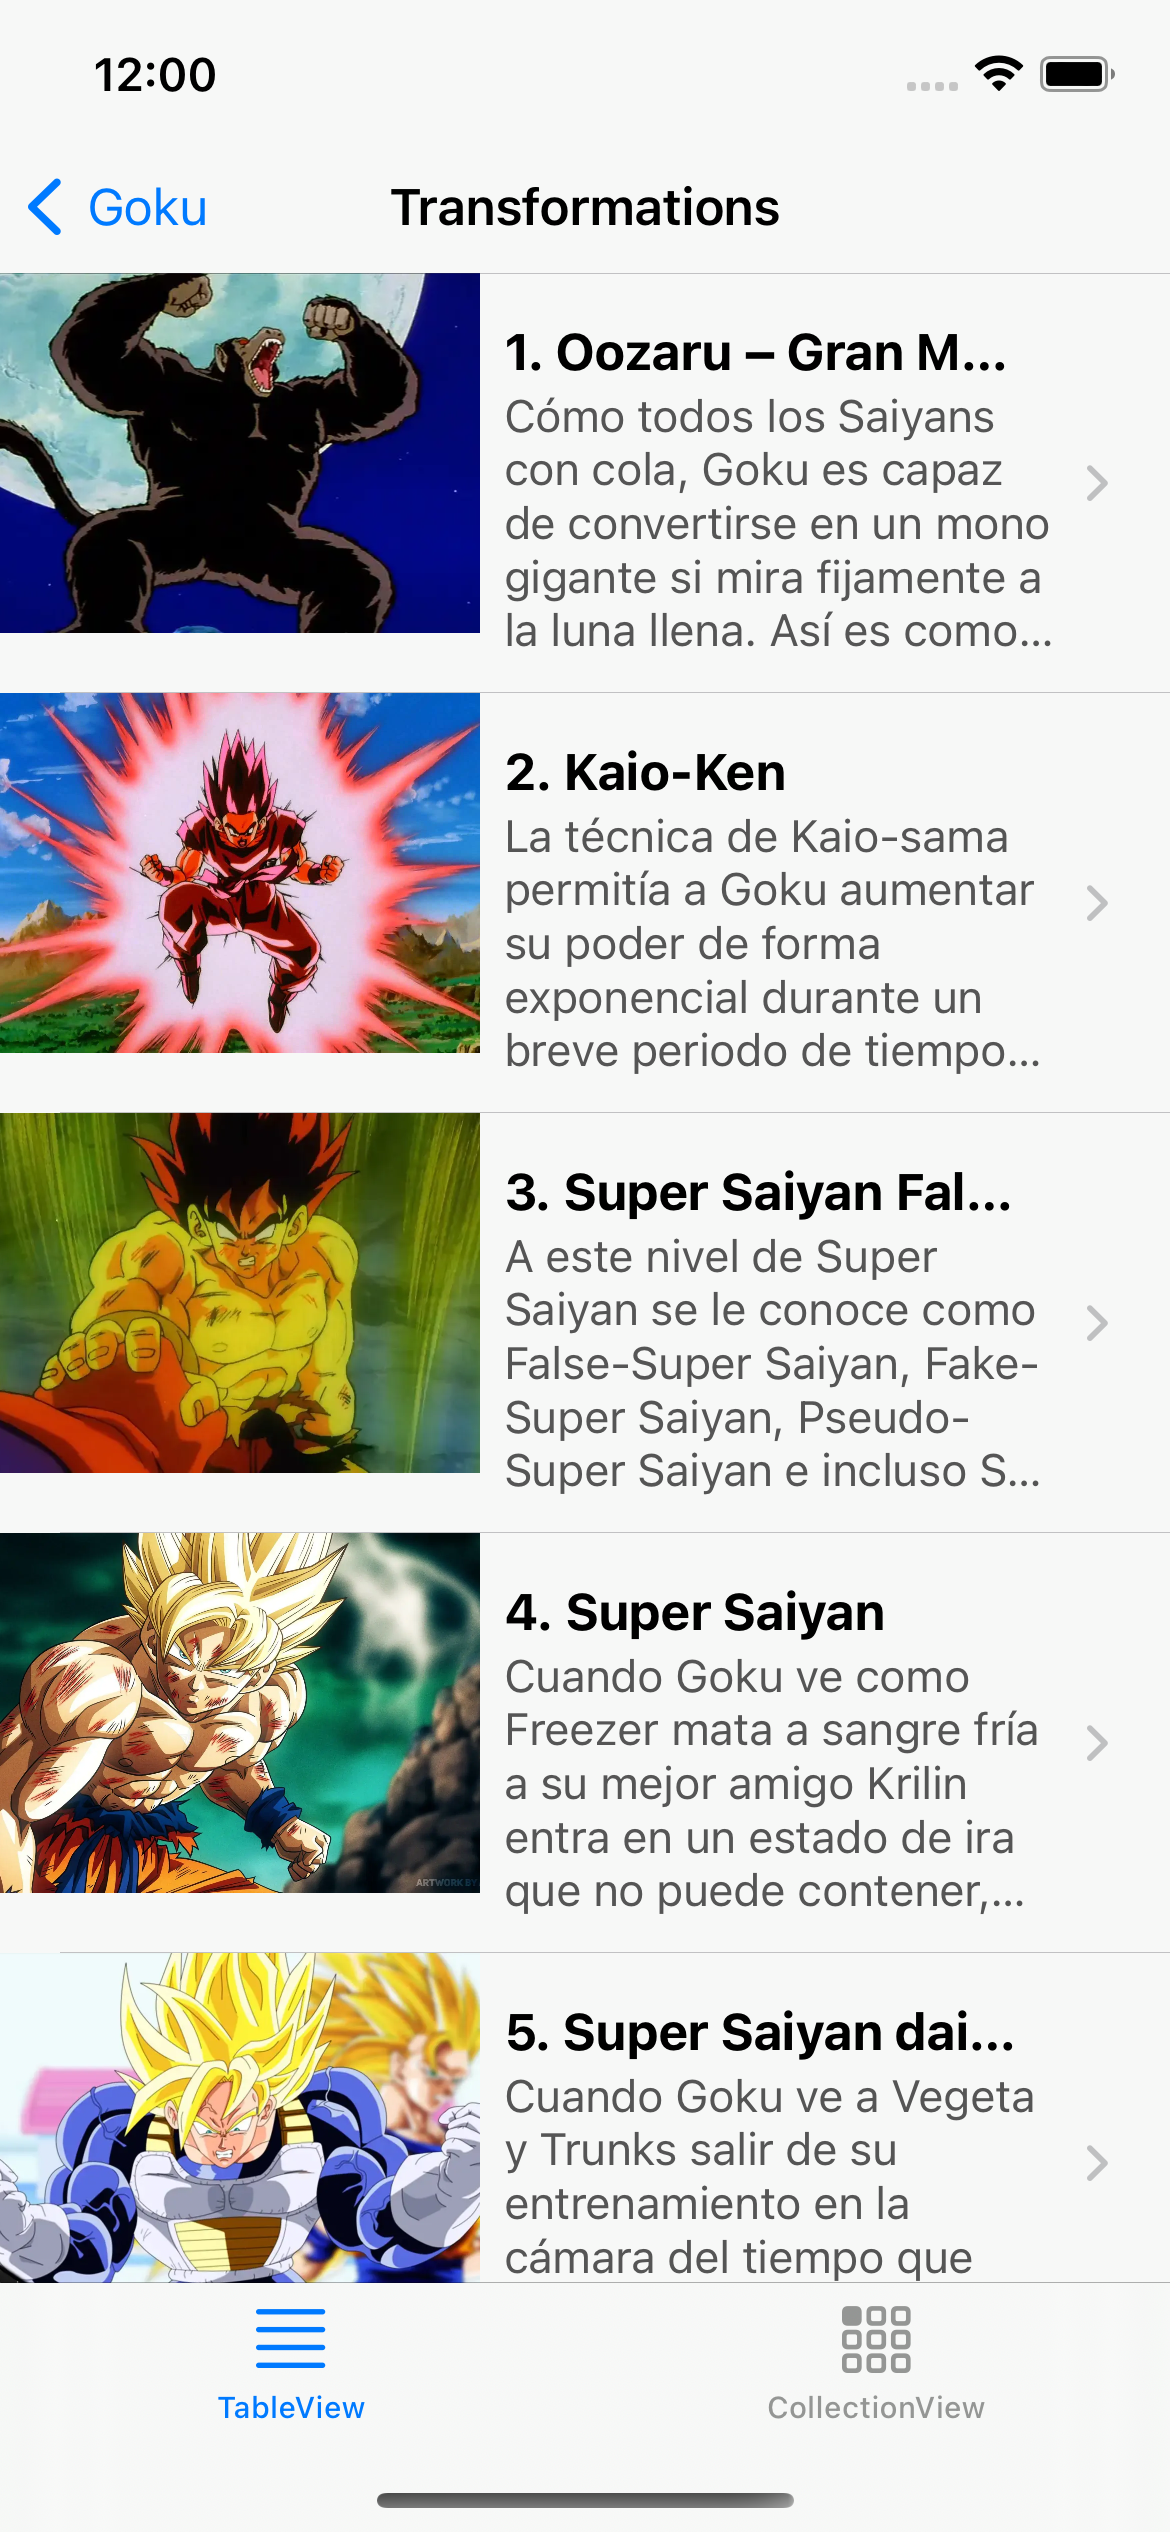 12:00
Goku
Transformations
1. Oozaru – Gran M...
Cómo todos los Saiyans
con cola, Goku es capaz
de convertirse en un mono
gigante si mira fijamente a
la luna llena. Así es como...
2. Kaio-Ken
La técnica de Kaio-sama
permitía a Goku aumentar
su poder de forma
exponencial durante un
breve periodo de tiempo...
3. Super Saiyan Fal...
A este nivel de Super
Saiyan se le conoce como
False-Super Saiyan, Fake-
Super Saiyan, Pseudo-
Super Saiyan e incluso S...
4. Super Saiyan
Cuando Goku ve como
Freezer mata a sangre fría
a su mejor amigo Krilin
entra en un estado de ira
que no puede contener,...
ARTWORK BY
5. Super Saiyan dai...
Cuando Goku ve a Vegeta
y Trunks salir de su
entrenamiento en la
cámara del tiempo que
TableView
CollectionView